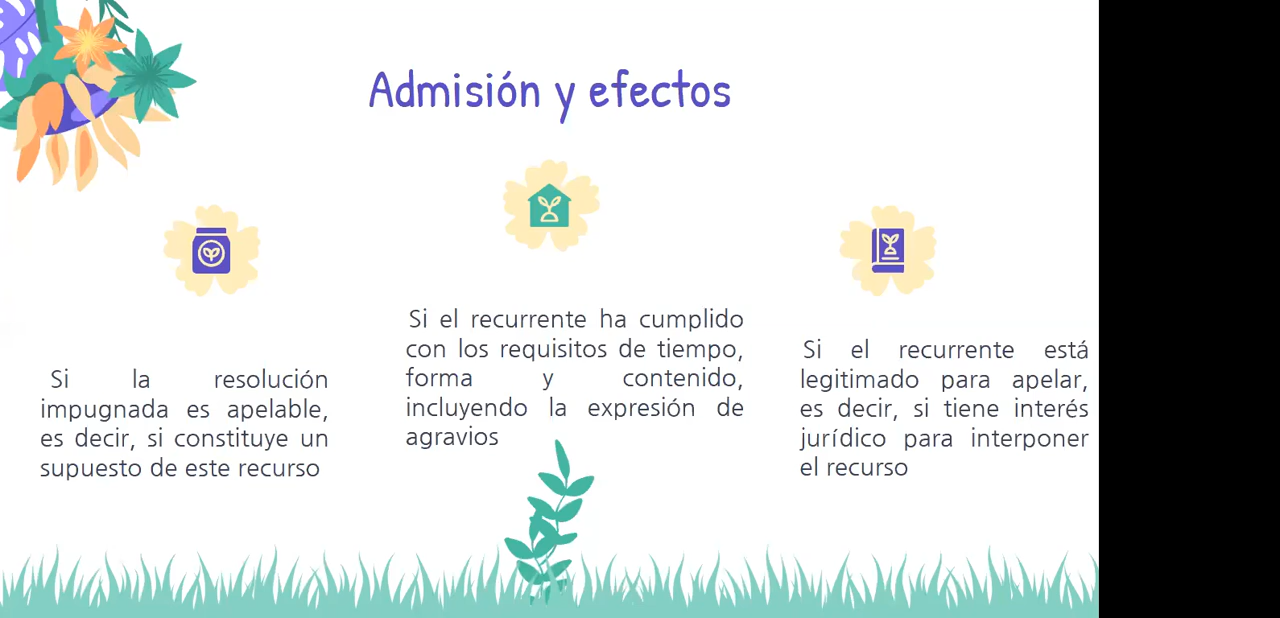 Admisión y efectos
Si la resolución
impugnada es apelable,
es decir, si constituye un
supuesto de este recurso
Si el recurrente ha cumplido
con los requisitos de tiempo,
forma y contenido,
incluyendo la expresión de
agravios
Si el recurrente está
legitimado para apelar,
es decir, si tiene interés
jurídico para interponer
el recurso